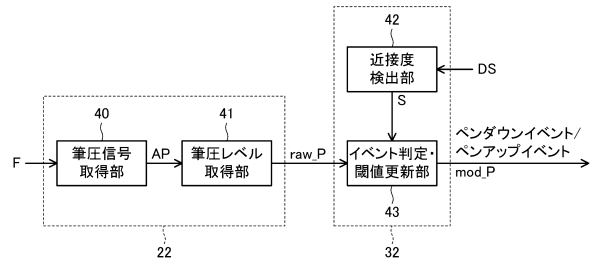 42
近接度
検出部
DS
S
40
41
F
筆圧信号
取得部
AP
筆圧レベル
取得部
raw_P
イベント判定・
閾値更新部
ペンダウンイベント/
ペンアップイベント
mod_P
43
22
32